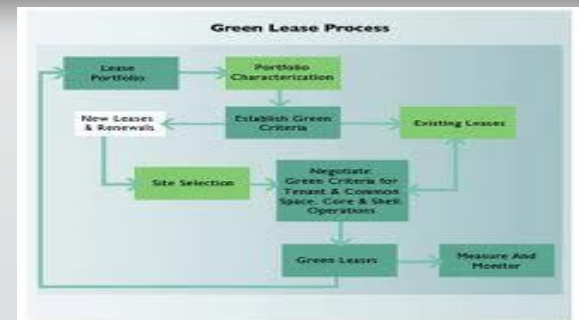 Green Lease Process
Lease
Portfolio
Portfolio
Characterization
New Leases
& Renewals
Establish Green
Criteria
Existing Leases
Site Selection
Negotiate
Green Criteria for
Tenant & Common
Space, Core & Shell
Operations
Green Leases
Measure And
Monitor